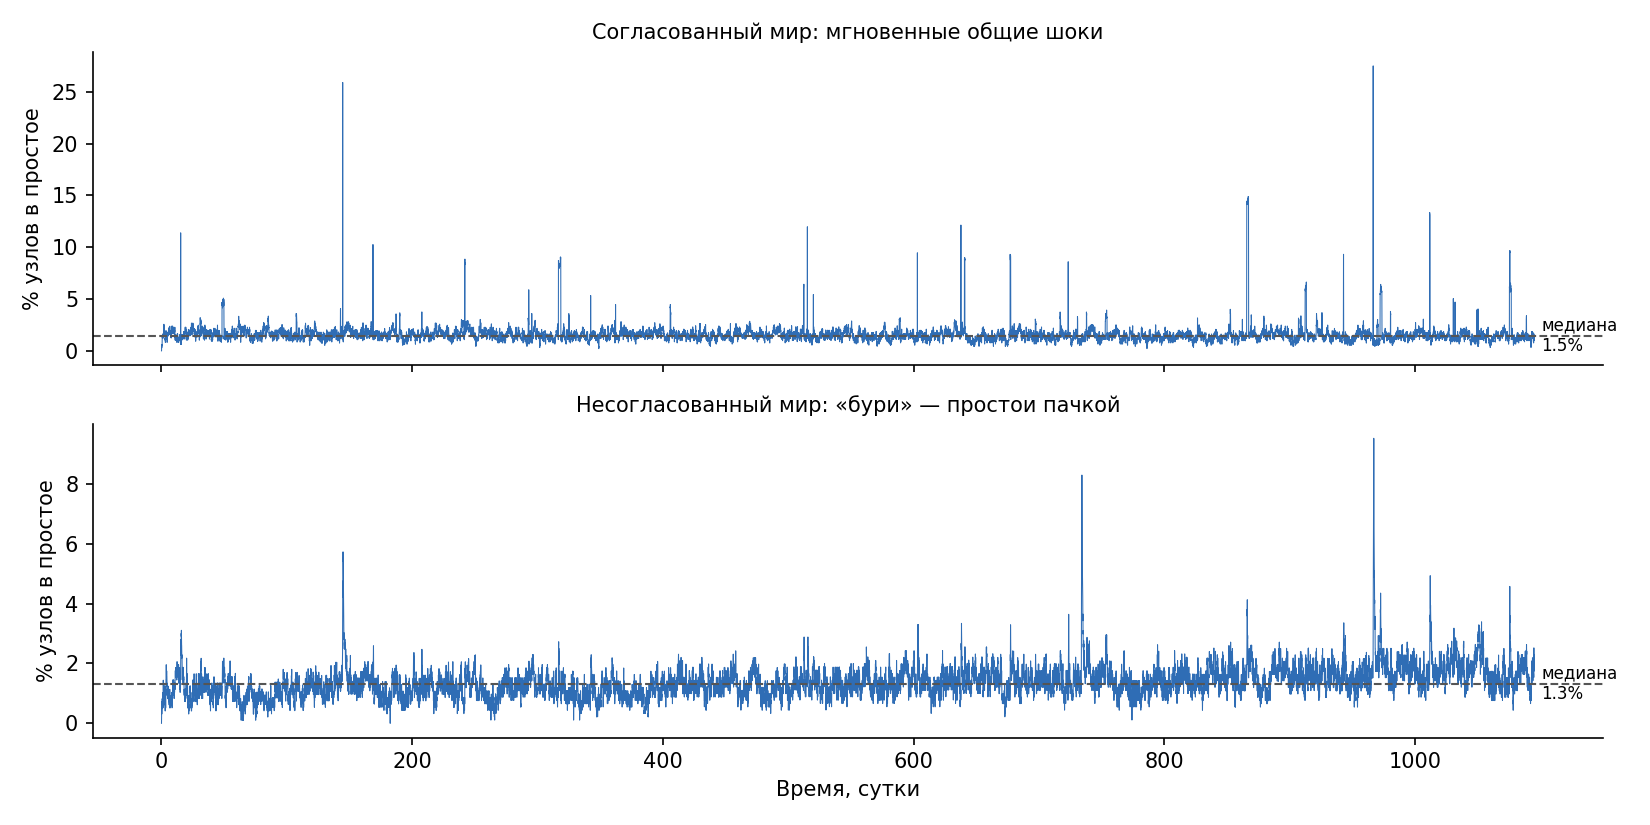 Согласованный мир: мгновенные общие шоки
% узлов в простое
25
20
15
10
5
0
медиана
1.5%
Несогласованный мир: «бури» — простои пачкой
% узлов в простое
8
6
4
2
0
медиана
1.3%
0 200 400 600 800 1000
Время, сутки